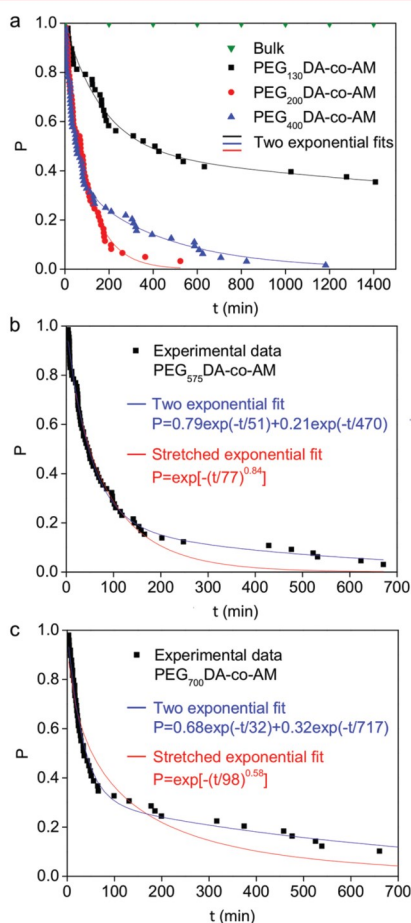 a
1.0
0.8
0.6
0.4
0.2
0.0
P
Bulk
PEG₁₃₀DA-co-AM
PEG₂₀₀DA-co-AM
PEG₄₀₀DA-co-AM
Two exponential fits
0 200 400 600 800 1000 1200 1400
t (min)
b
1.0
0.8
0.6
0.4
0.2
0.0
P
Experimental data
PEG₅₇₅DA-co-AM
Two exponential fit
P=0.79exp(-t/51)+0.21exp(-t/470)
Stretched exponential fit
P=exp[-(t/77)⁰·⁸⁴]
0 100 200 300 400 500 600 700
t (min)
c
1.0
0.8
0.6
0.4
0.2
0.0
P
Experimental data
PEG₇₀₀DA-co-AM
Two exponential fit
P=0.68exp(-t/32)+0.32exp(-t/717)
Stretched exponential fit
P=exp[-(t/98)⁰·⁵⁸]
0 100 200 300 400 500 600 700
t (min)